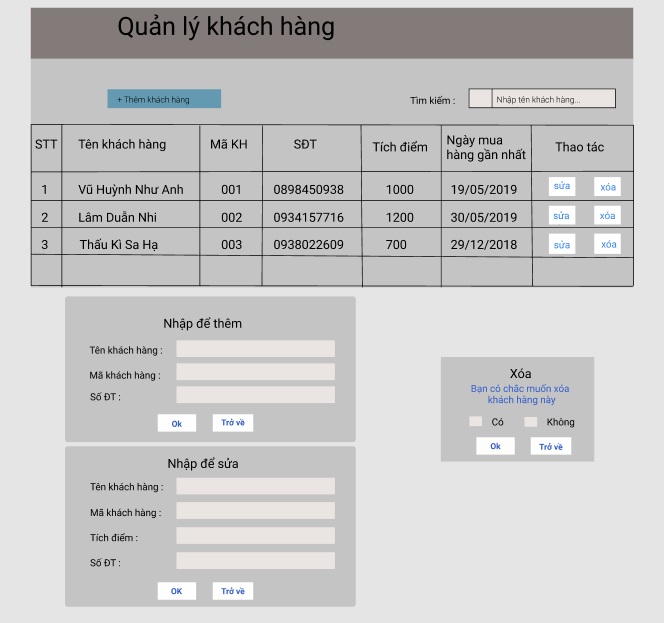 Quản lý khách hàng
+ Thêm khách hàng
Tìm kiếm :
Nhập tên khách hàng...
STT Tên khách hàng Mã KH SĐT Tích điểm Ngày mua hàng gần nhất Thao tác
1 Vũ Huỳnh Như Anh 001 0898450938 1000 19/05/2019 sửa xóa
2 Lâm Duẫn Nhi 002 0934157716 1200 30/05/2019 sửa xóa
3 Thấu Kì Sa Hạ 003 0938022609 700 29/12/2018 sửa xóa
Nhập để thêm
Tên khách hàng :
Mã khách hàng :
Số ĐT :
Ok Trở về
Nhập để sửa
Tên khách hàng :
Mã khách hàng :
Tích điểm :
Số ĐT :
OK Trở về
Xóa
Bạn có chắc muốn xóa
khách hàng này
Có Không
Ok Trở về